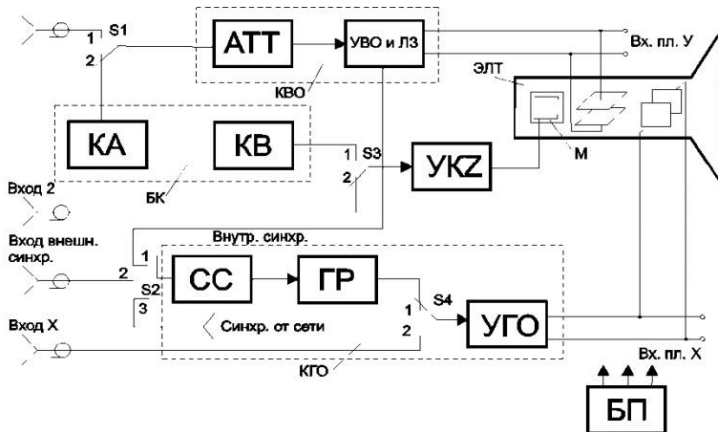 S1
1
2
АТТ
УВО и ЛЗ
КВО
Вх. пл. У
ЭЛТ
М
КА
КВ
БК
1
2
S3
УКZ
Вход 2
Вход внешн.
синхр.
Внутр. синхр.
1
2
S2
3
СС
ГР
1
2
S4
УГО
Синхр. от сети
Вход X
КГО
Вх. пл. X
БП